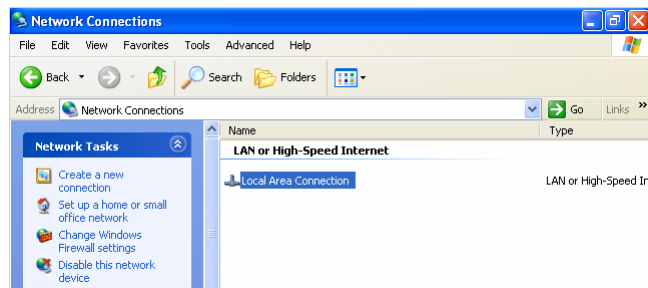 Network Connections
File Edit View Favorites Tools Advanced Help
Back Search Folders
Address Network Connections Go Links »
Name Type
Network Tasks
LAN or High-Speed Internet
Create a new
connection
Local Area Connection LAN or High-Speed Ir
Set up a home or small
office network
Change Windows
Firewall settings
Disable this network
device